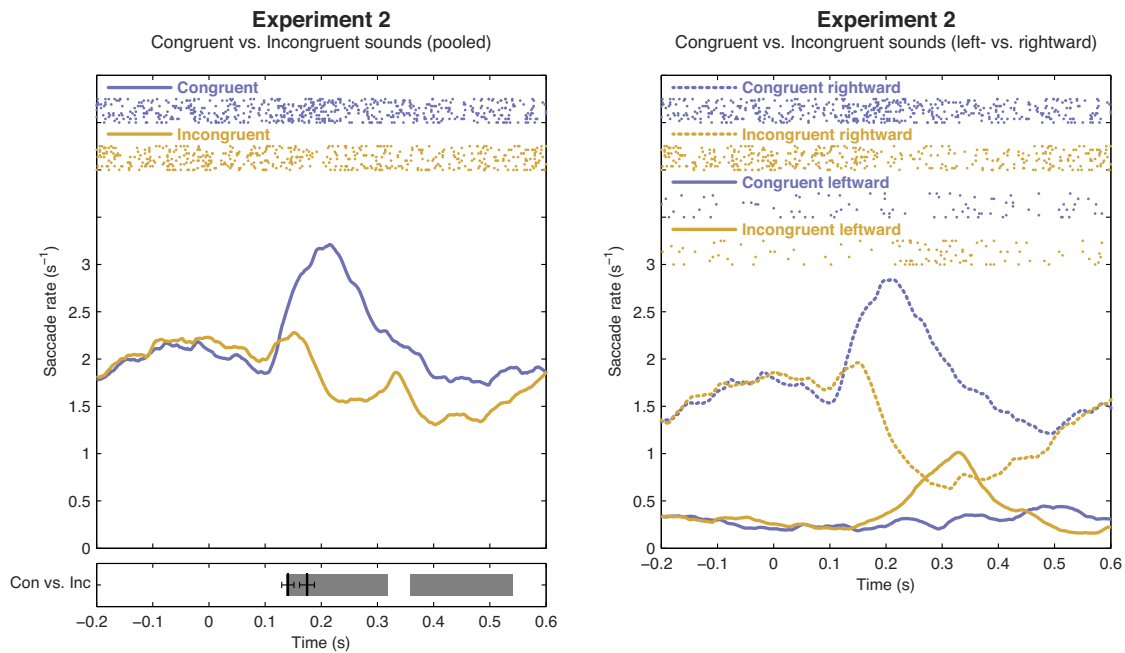 Experiment 2
Congruent vs. Incongruent sounds (pooled)
Congruent
Incongruent
Saccade rate (s⁻¹)
3
2.5
2
1.5
1
0.5
0
Con vs. Inc
−0.2 −0.1 0 0.1 0.2 0.3 0.4 0.5 0.6
Time (s)
Experiment 2
Congruent vs. Incongruent sounds (left- vs. rightward)
Congruent rightward
Incongruent rightward
Congruent leftward
Incongruent leftward
Saccade rate (s⁻¹)
3
2.5
2
1.5
1
0.5
0
−0.2 −0.1 0 0.1 0.2 0.3 0.4 0.5 0.6
Time (s)